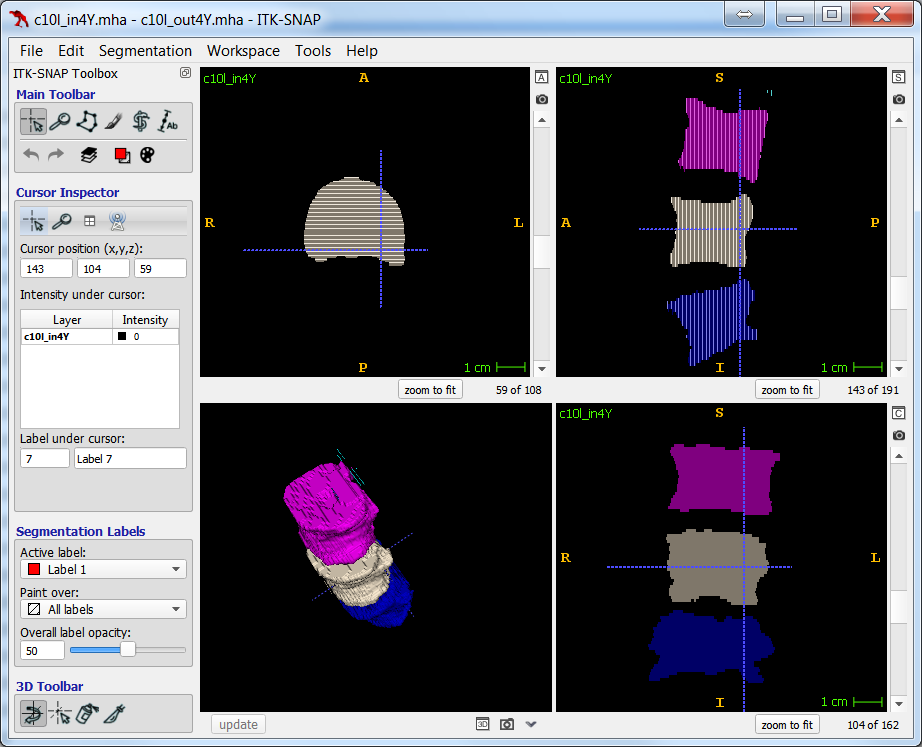 c10l_in4Y.mha - c10l_out4Y.mha - ITK-SNAP
File Edit Segmentation Workspace Tools Help
ITK-SNAP Toolbox
Main Toolbar
Ab
Cursor Inspector
Cursor position (x,y,z):
143 104 59
Intensity under cursor:
Layer Intensity
c10l_in4Y 0
Label under cursor:
7 Label 7
Segmentation Labels
Active label:
Label 1
Paint over:
All labels
Overall label opacity:
50
3D Toolbar
c10l_in4Y
A
R
L
P
1 cm
A
zoom to fit
59 of 108
c10l_in4Y
S
A
P
I
1 cm
S
zoom to fit
143 of 191
update
3D
c10l_in4Y
S
R
L
I
1 cm
C
zoom to fit
104 of 162